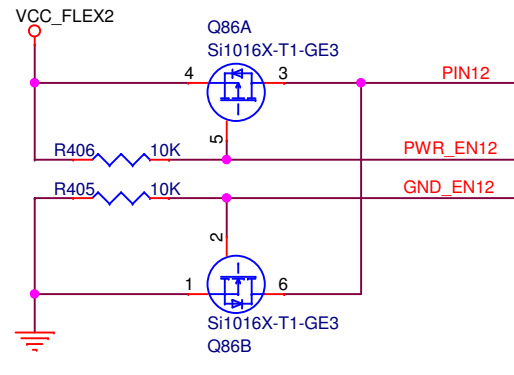 VCC_FLEX2
Q86A
Si1016X-T1-GE3
4
3
PIN12
5
R406
10K
PWR_EN12
R405
10K
GND_EN12
2
1
6
Si1016X-T1-GE3
Q86B